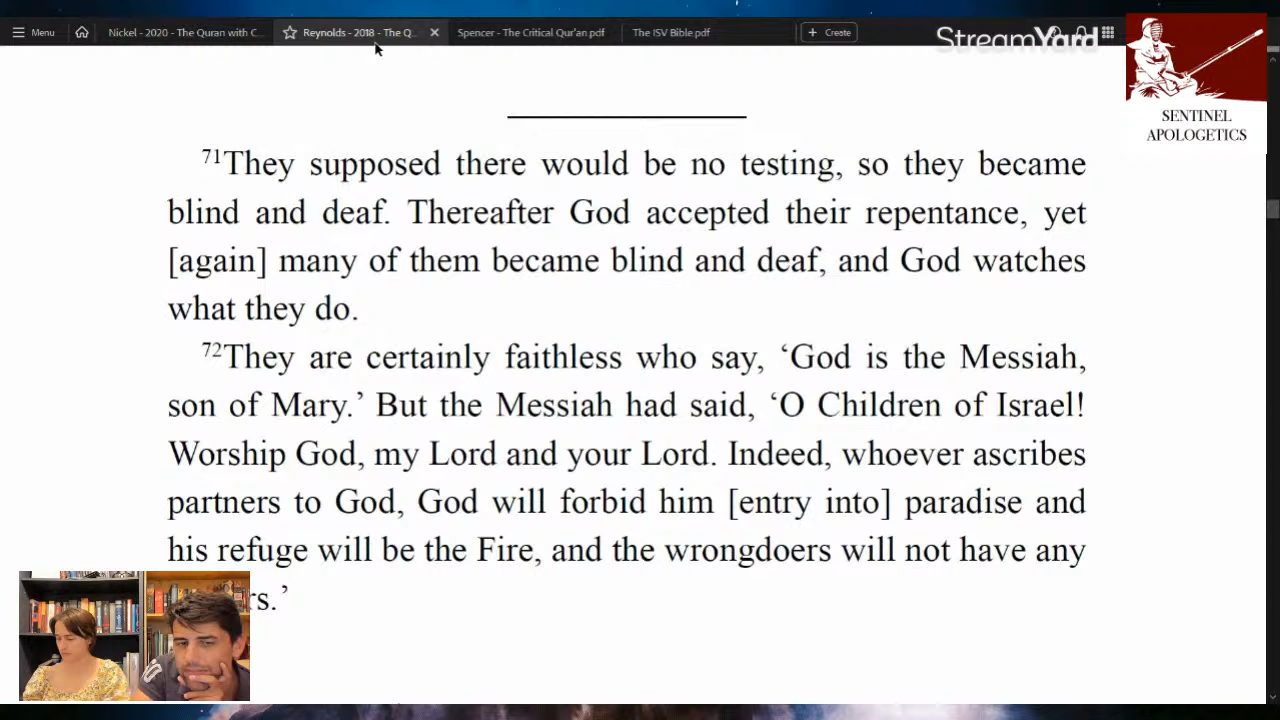 Menu
Nickel - 2020 - The Quran with C...
Reynolds - 2018 - The Q...
Spencer - The Critical Qur'an.pdf
The ISV Bible.pdf
+ Create
StreamYard
SENTINEL
APOLOGETICS
71They supposed there would be no testing, so they became
blind and deaf. Thereafter God accepted their repentance, yet
[again] many of them became blind and deaf, and God watches
what they do.
72They are certainly faithless who say, ‘God is the Messiah,
son of Mary.’ But the Messiah had said, ‘O Children of Israel!
Worship God, my Lord and your Lord. Indeed, whoever ascribes
partners to God, God will forbid him [entry into] paradise and
his refuge will be the Fire, and the wrongdoers will not have any
rs.’